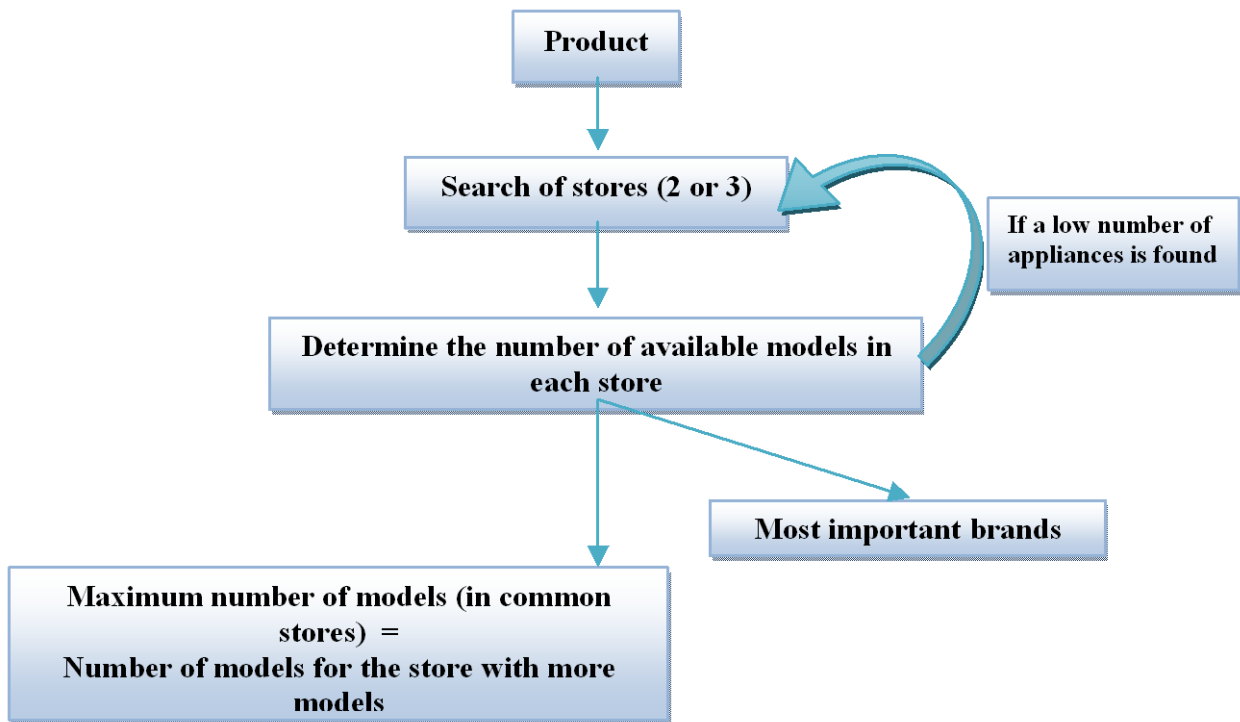 Product
Search of stores (2 or 3)
If a low number of
appliances is found
Determine the number of available models in
each store
Most important brands
Maximum number of models (in common
stores) =
Number of models for the store with more
models